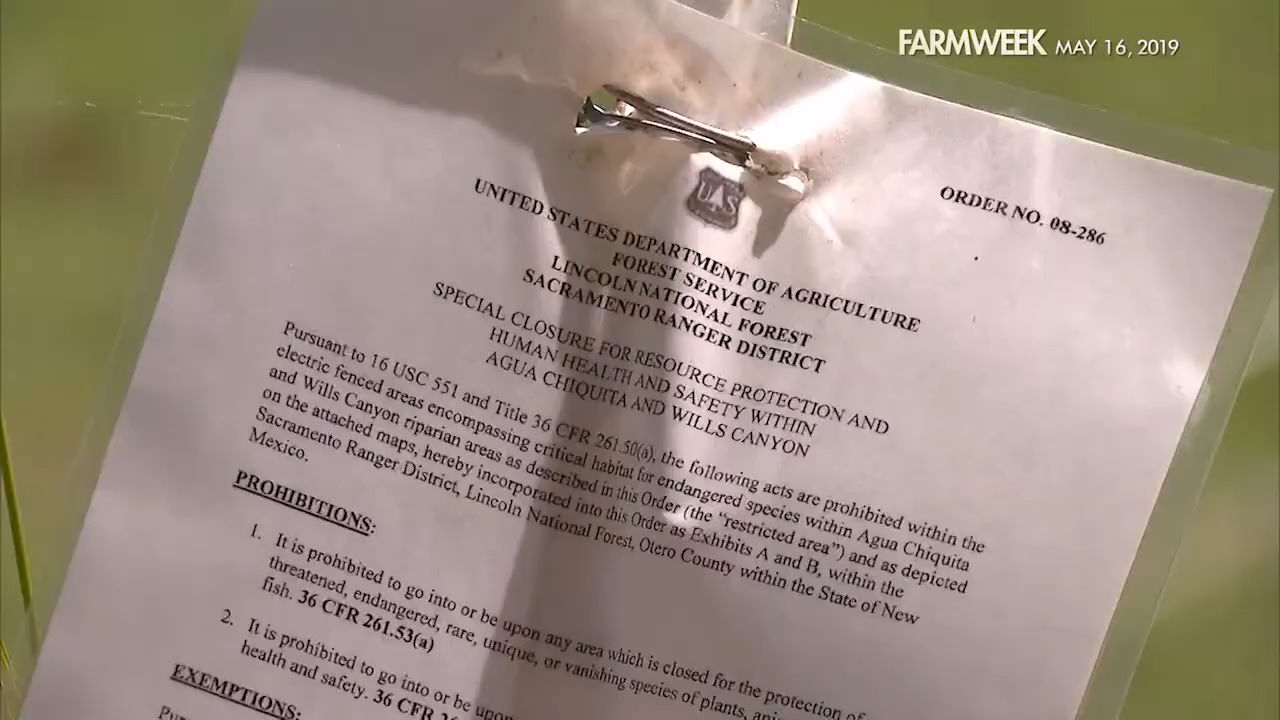 FARMWEEK MAY 16, 2019
ORDER NO. 08-286
UAS
UNITED STATES DEPARTMENT OF AGRICULTURE
FOREST SERVICE
LINCOLN NATIONAL FOREST
SACRAMENTO RANGER DISTRICT
SPECIAL CLOSURE FOR RESOURCE PROTECTION AND
HUMAN HEALTH AND SAFETY WITHIN
AGUA CHIQUITA AND WILLS CANYON
Pursuant to 16 USC 551 and Title 36 CFR 261.50(a), the following acts are prohibited within the
electric fenced areas encompassing critical habitat for endangered species within Agua Chiquita
and Wills Canyon riparian areas as described in this Order (the “restricted area”) and as depicted
on the attached maps, hereby incorporated into this Order as Exhibits A and B, within the
Sacramento Ranger District, Lincoln National Forest, Otero County within the State of New
Mexico.
PROHIBITIONS:
1. It is prohibited to go into or be upon any area which is closed for the protection of
threatened, endangered, rare, unique, or vanishing species of plants,
fish. 36 CFR 261.53(a)
2. It is prohibited to go into or be upon
health and safety. 36 CFR
EXEMPTIONS: